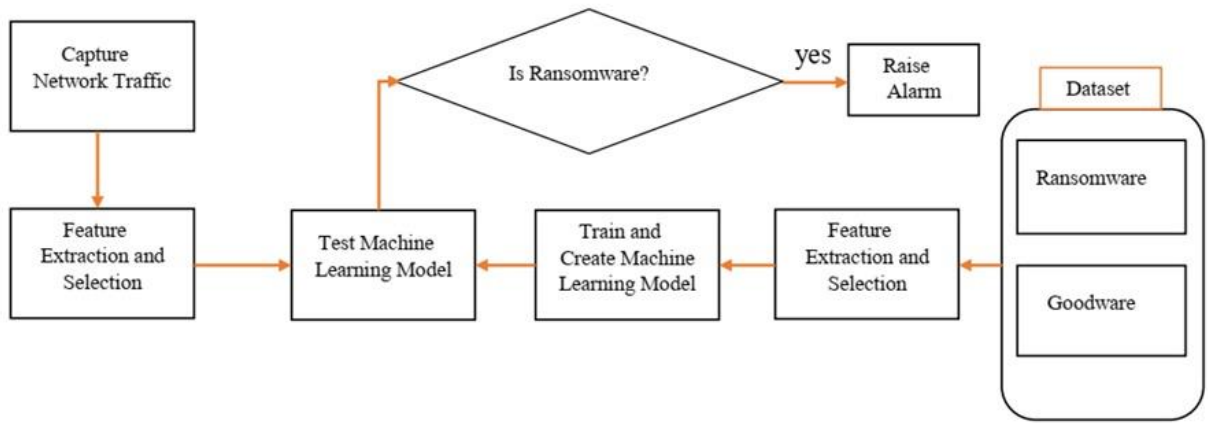 Capture
Network Traffic
Is Ransomware?
yes
Raise
Alarm
Dataset
Ransomware
Goodware
Feature
Extraction and
Selection
Test Machine
Learning Model
Train and
Create Machine
Learning Model
Feature
Extraction and
Selection